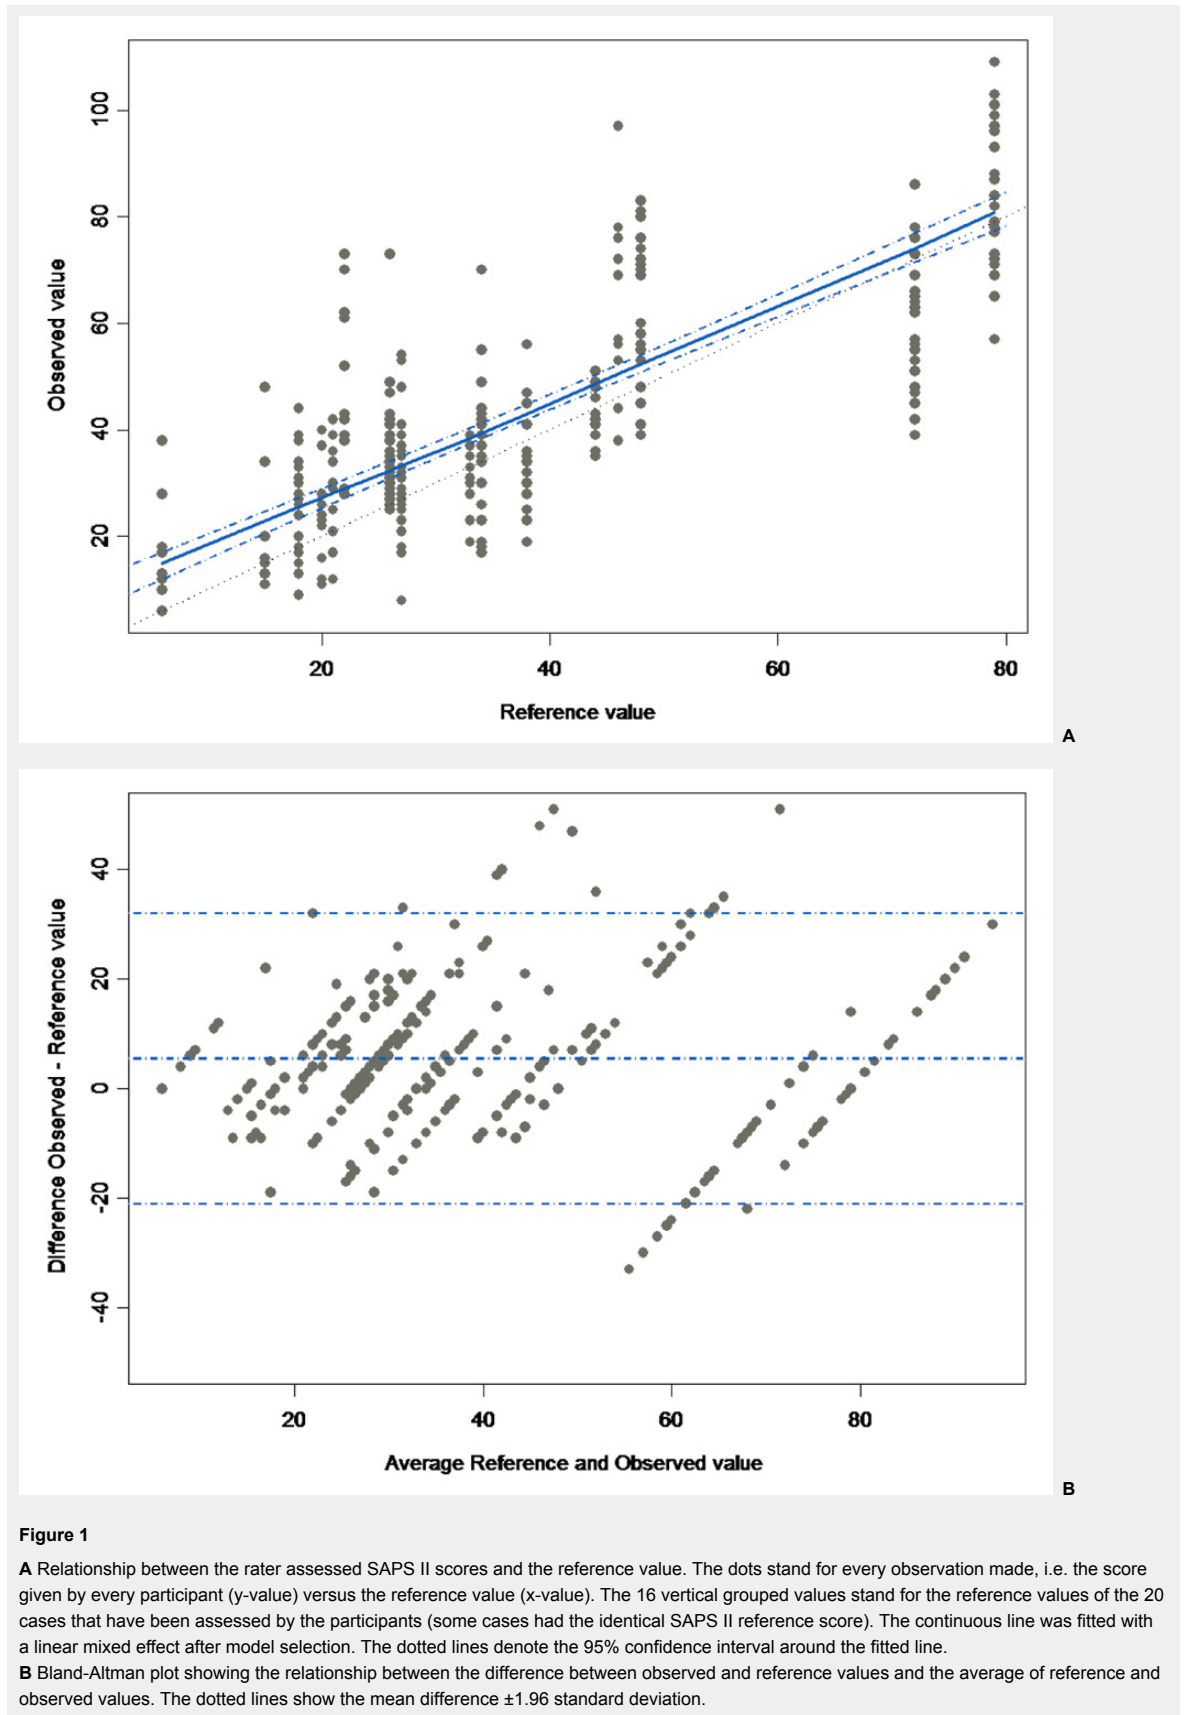 100
80
60
40
20
Observed value
20
40
60
80
Reference value
A
40
20
0
-20
-40
Difference Observed - Reference value
20
40
60
80
Average Reference and Observed value
B
Figure 1
A Relationship between the rater assessed SAPS II scores and the reference value. The dots stand for every observation made, i.e. the score
given by every participant (y-value) versus the reference value (x-value). The 16 vertical grouped values stand for the reference values of the 20
cases that have been assessed by the participants (some cases had the identical SAPS II reference score). The continuous line was fitted with
a linear mixed effect after model selection. The dotted lines denote the 95% confidence interval around the fitted line.
B Bland-Altman plot showing the relationship between the difference between observed and reference values and the average of reference and
observed values. The dotted lines show the mean difference ±1.96 standard deviation.